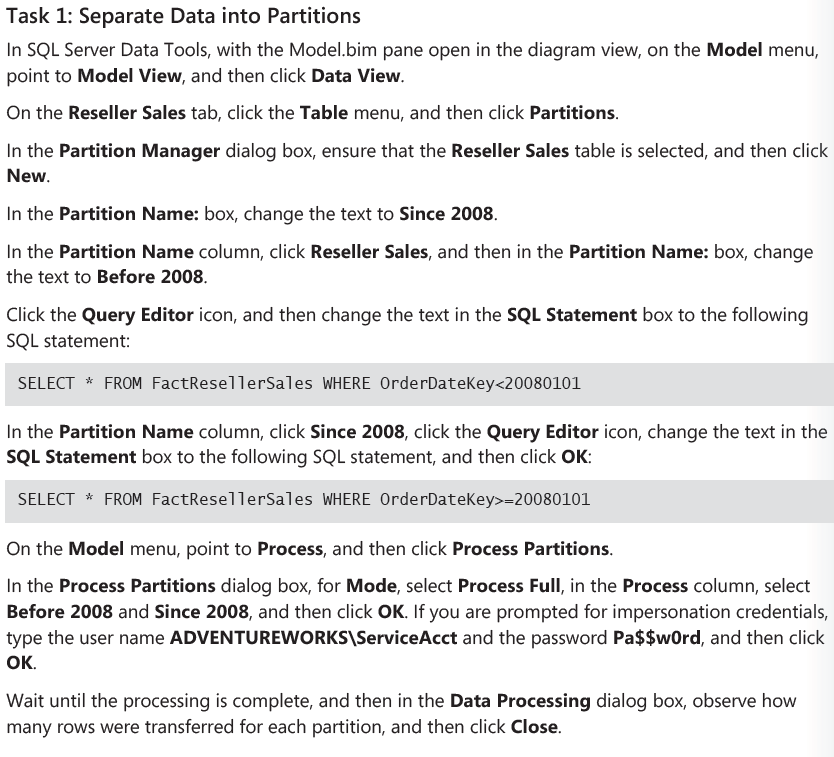 Task 1: Separate Data into Partitions
In SQL Server Data Tools, with the Model.bim pane open in the diagram view, on the Model menu,
point to Model View, and then click Data View.
On the Reseller Sales tab, click the Table menu, and then click Partitions.
In the Partition Manager dialog box, ensure that the Reseller Sales table is selected, and then click
New.
In the Partition Name: box, change the text to Since 2008.
In the Partition Name column, click Reseller Sales, and then in the Partition Name: box, change
the text to Before 2008.
Click the Query Editor icon, and then change the text in the SQL Statement box to the following
SQL statement:
SELECT * FROM FactResellerSales WHERE OrderDateKey<20080101
In the Partition Name column, click Since 2008, click the Query Editor icon, change the text in the
SQL Statement box to the following SQL statement, and then click OK:
SELECT * FROM FactResellerSales WHERE OrderDateKey>=20080101
On the Model menu, point to Process, and then click Process Partitions.
In the Process Partitions dialog box, for Mode, select Process Full, in the Process column, select
Before 2008 and Since 2008, and then click OK. If you are prompted for impersonation credentials,
type the user name ADVENTUREWORKS\ServiceAcct and the password Pa$$w0rd, and then click
OK.
Wait until the processing is complete, and then in the Data Processing dialog box, observe how
many rows were transferred for each partition, and then click Close.